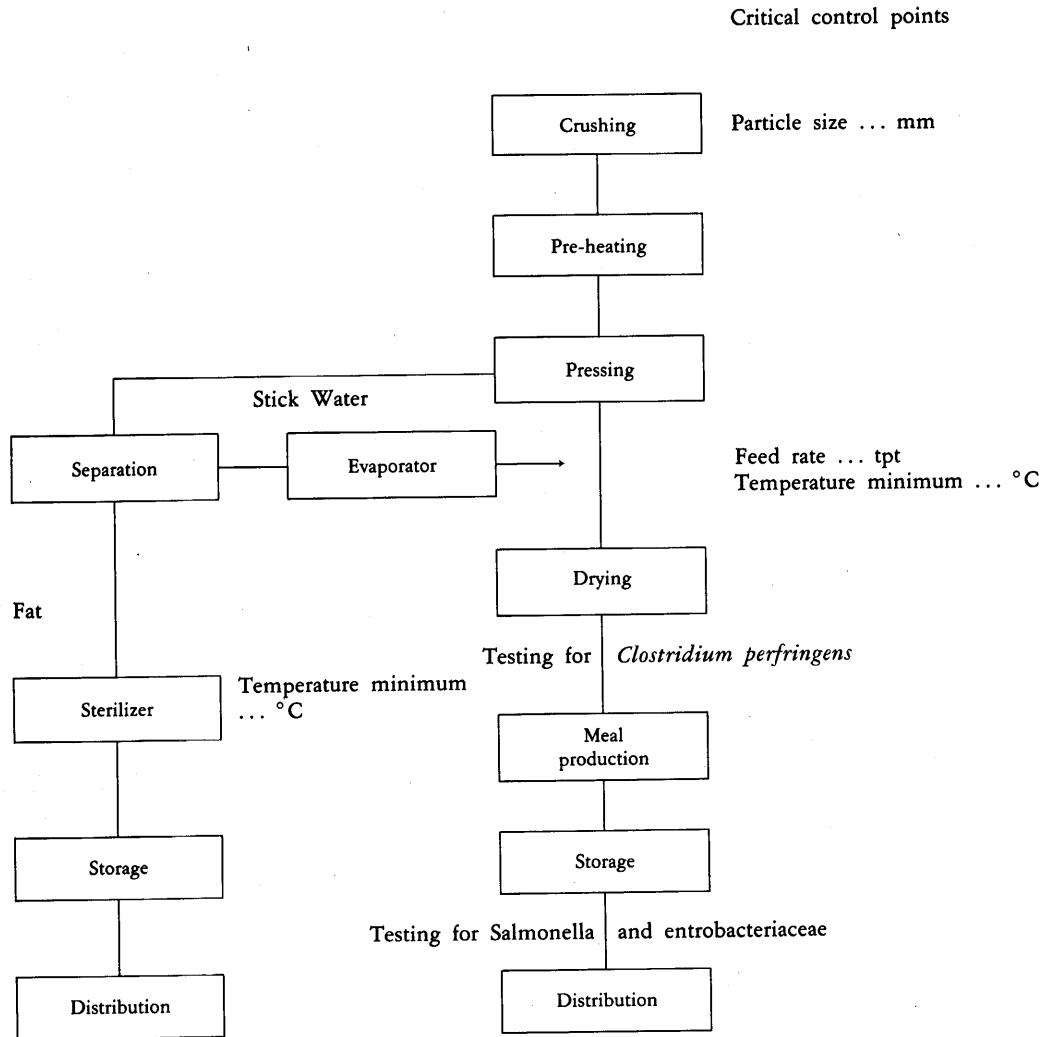 Critical control points
Crushing
Particle size ... mm
Pre-heating
Pressing
Stick Water
Separation
Evaporator
Feed rate ... tpt
Temperature minimum ... °C
Drying
Fat
Testing for Clostridium perfringens
Sterilizer
Temperature minimum
... °C
Meal
production
Storage
Storage
Testing for Salmonella and entrobacteriaceae
Distribution
Distribution